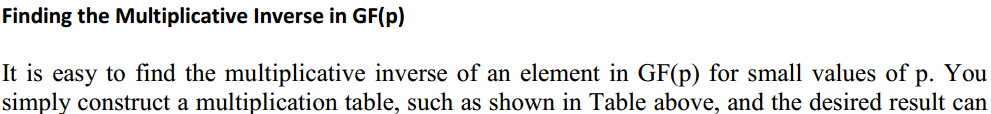 Finding the Multiplicative Inverse in GF(p)
It is easy to find the multiplicative inverse of an element in GF(p) for small values of p. You
simply construct a multiplication table, such as shown in Table above, and the desired result can